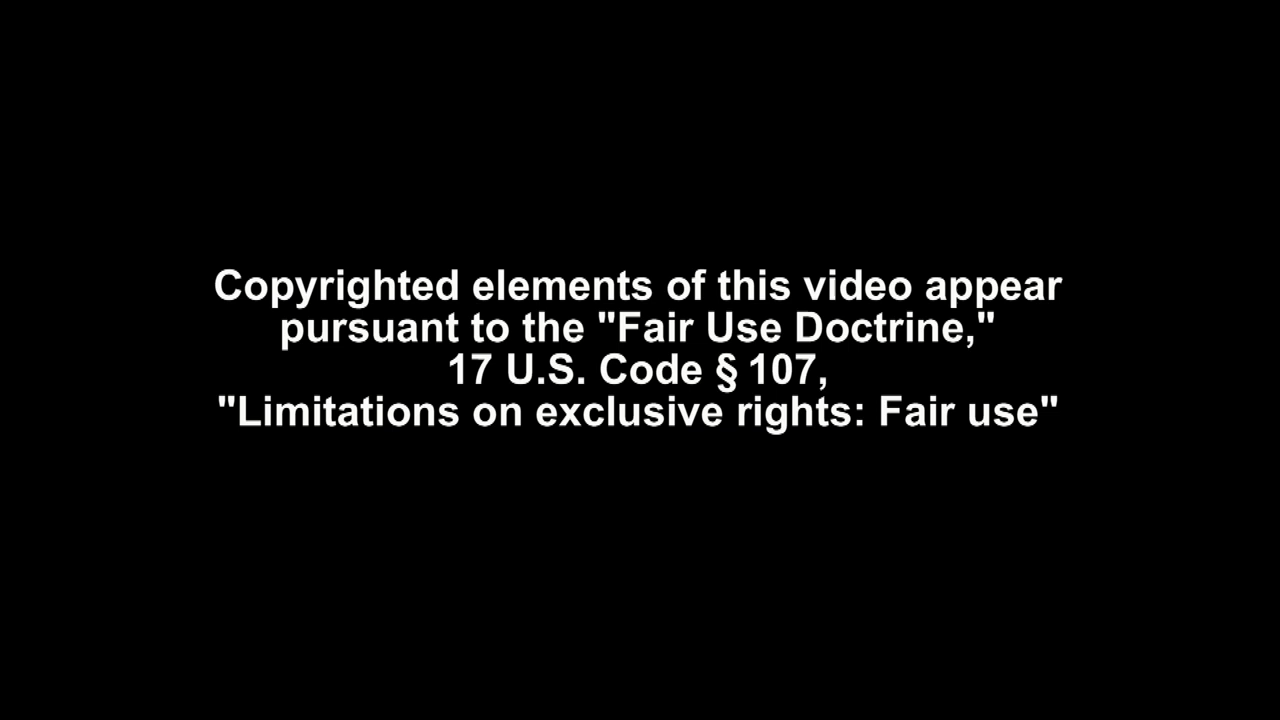 Copyrighted elements of this video appear
pursuant to the "Fair Use Doctrine,"
17 U.S. Code § 107,
"Limitations on exclusive rights: Fair use"